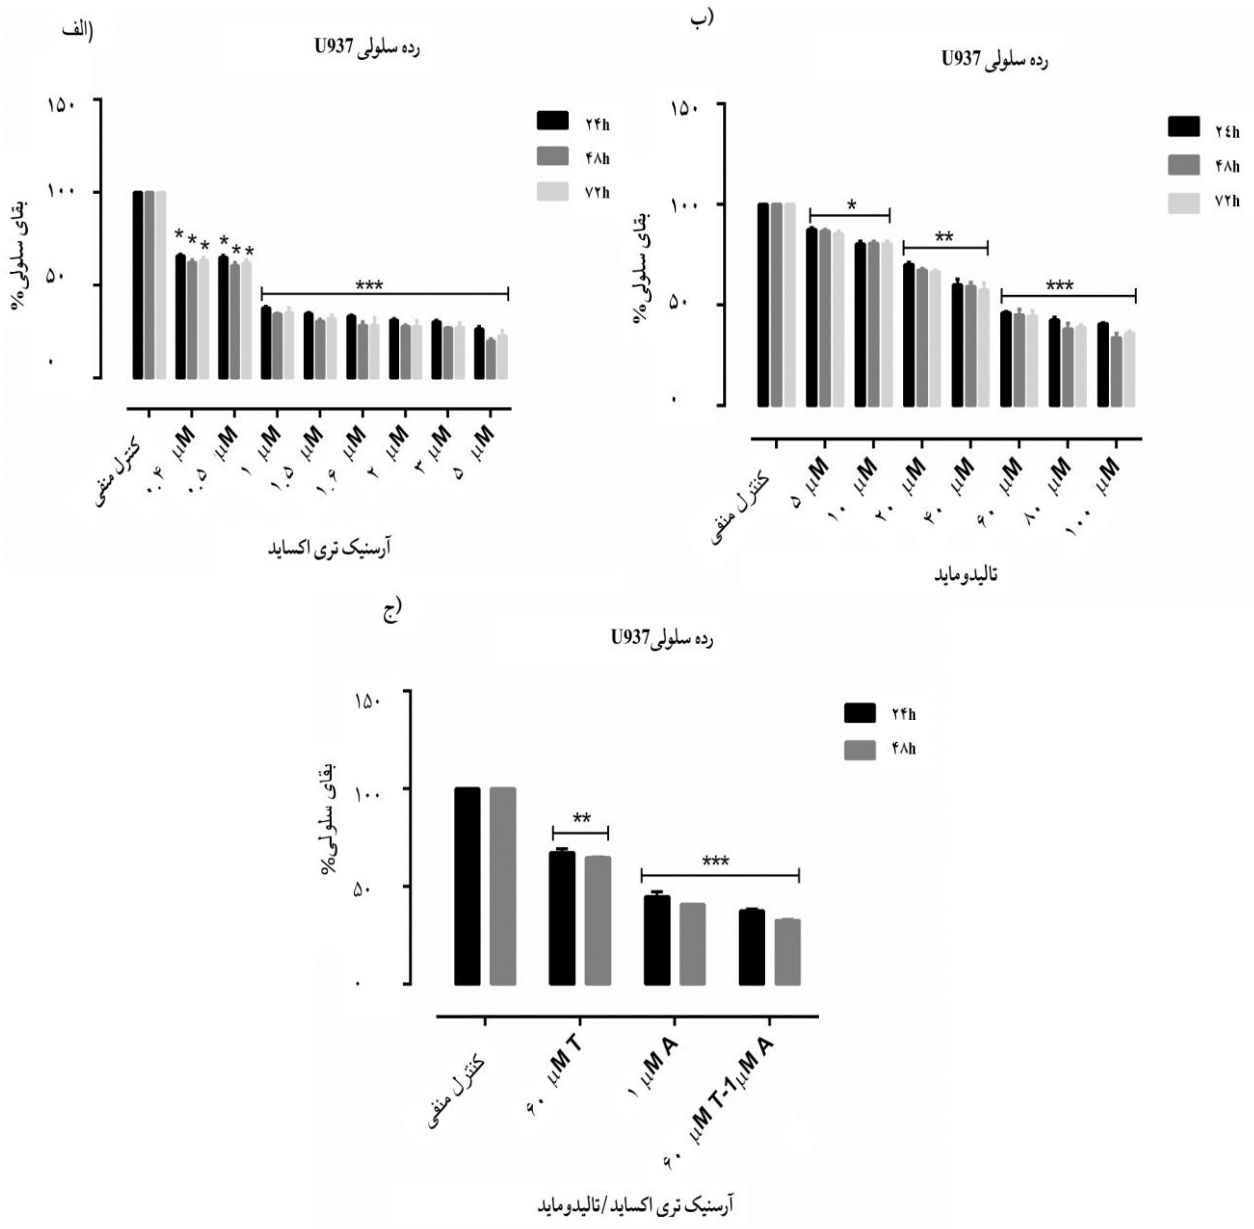 الف)
رده سلولی U937
بقای سلولی%
۱۵۰
۱۰۰
۵۰
۰
۲۴h
۴۸h
۷۲h
* * * * * *
***
کنترل منفی
۰.۴ μM
۰.۵ μM
۱ μM
۱.۵ μM
۱.۶ μM
۲ μM
۳ μM
۵ μM
آرسنیک تری اکساید
ب)
رده سلولی U937
بقای سلولی%
۱۵۰
۱۰۰
۵۰
۰
۲٤h
۴۸h
۷۲h
*
**
***
کنترل منفی
۵ μM
۱۰ μM
۲۰ μM
۴۰ μM
۶۰ μM
۸۰ μM
۱۰۰ μM
تالیدوماید
ج)
رده سلولی U937
بقای سلولی%
۱۵۰
۱۰۰
۵۰
۰
۲۴h
۴۸h
**
***
کنترل منفی
۶۰ μM T
۱ μM A
۶۰ μM T-1μM A
آرسنیک تری اکساید/تالیدوماید